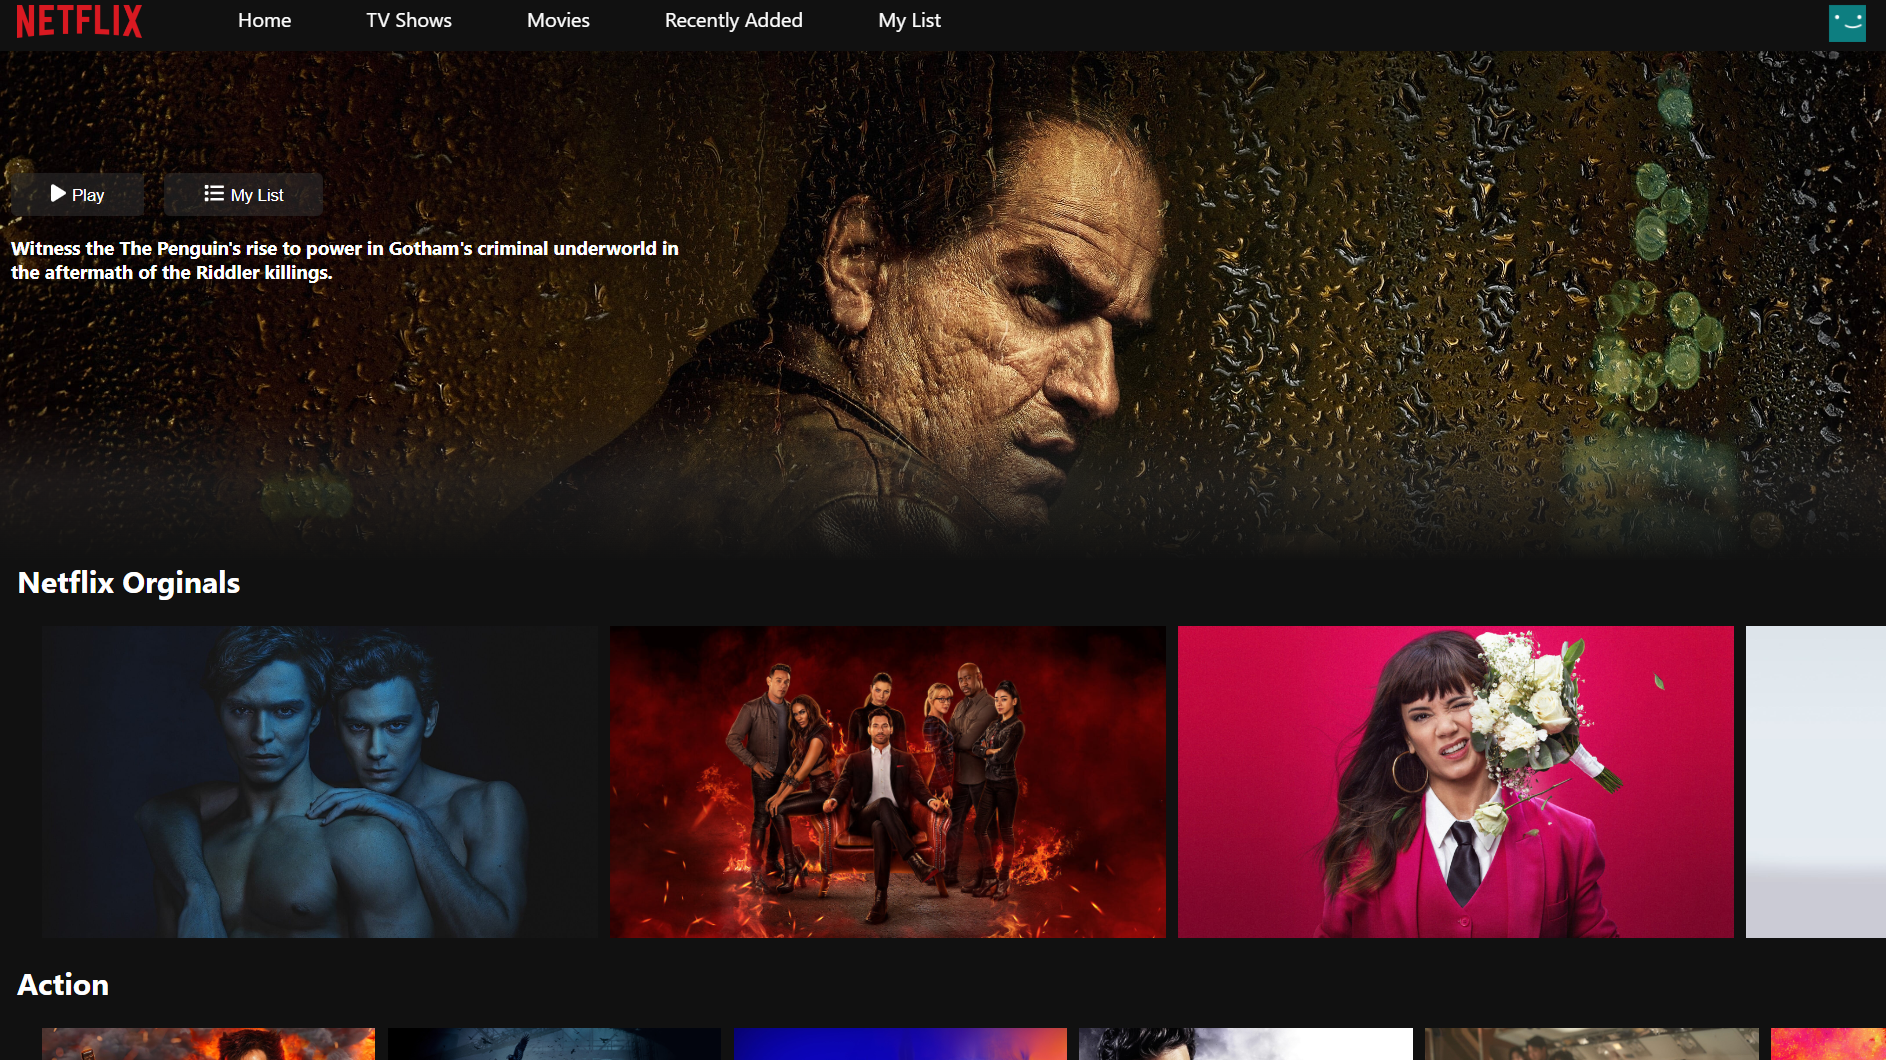 NETFLIX Home TV Shows Movies Recently Added My List
Play My List
Witness the The Penguin's rise to power in Gotham's criminal underworld in
the aftermath of the Riddler killings.
Netflix Orginals
Action